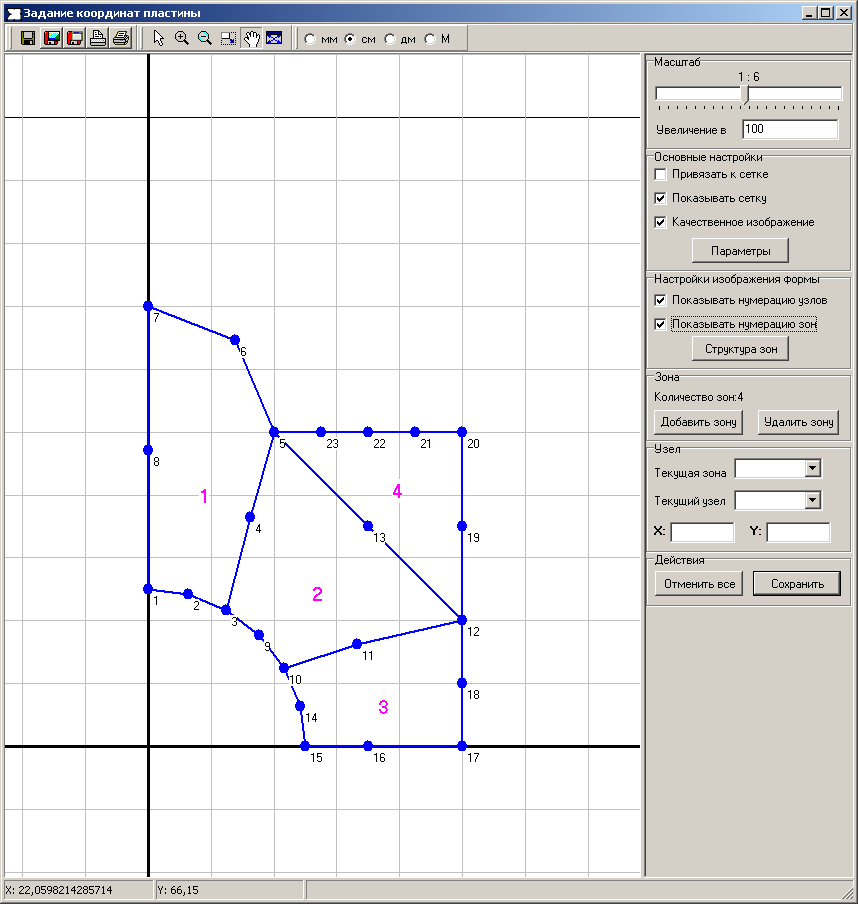 Задание координат пластины
мм см дм М
Масштаб
1 : 6
Увеличение в 100
Основные настройки
Привязать к сетке
Показывать сетку
Качественное изображение
Параметры
Настройки изображения формы
Показывать нумерацию узлов
Показывать нумерацию зон
Структура зон
Зона
Количество зон:4
Добавить зону Удалить зону
Узел
Текущая зона
Текущий узел
X: Y:
Действия
Отменить все Сохранить
7
6
5 23 22 21 20
8
1
4
4
13
19
2
1
2
3
9
12
11
10
18
3
14
15 16 17
X: 22,0598214285714 Y: 66,15